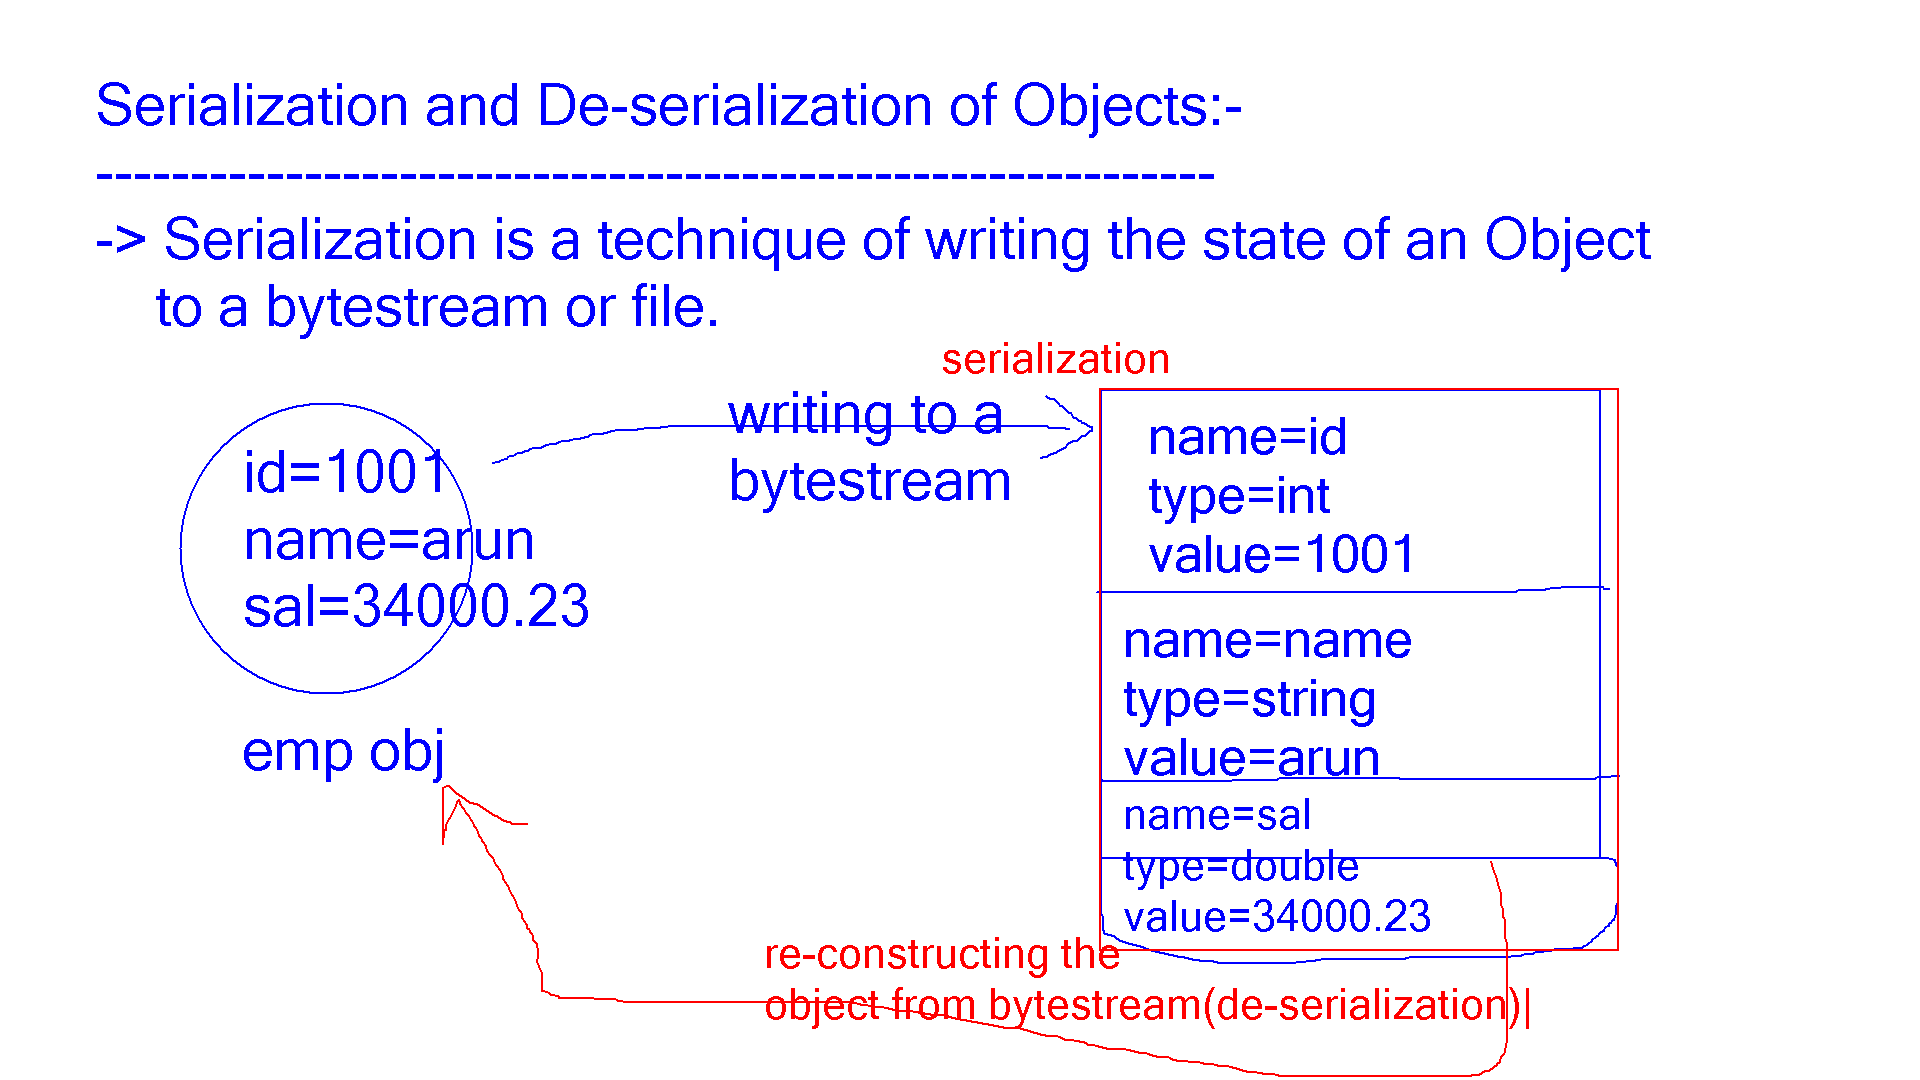 Serialization and De-serialization of Objects:-
-----------------------------------------------------------
-> Serialization is a technique of writing the state of an Object
to a bytestream or file.
serialization
writing to a
bytestream
id=1001
name=arun
sal=34000.23
emp obj
name=id
type=int
value=1001
name=name
type=string
value=arun
name=sal
type=double
value=34000.23
re-constructing the
object from bytestream(de-serialization)|